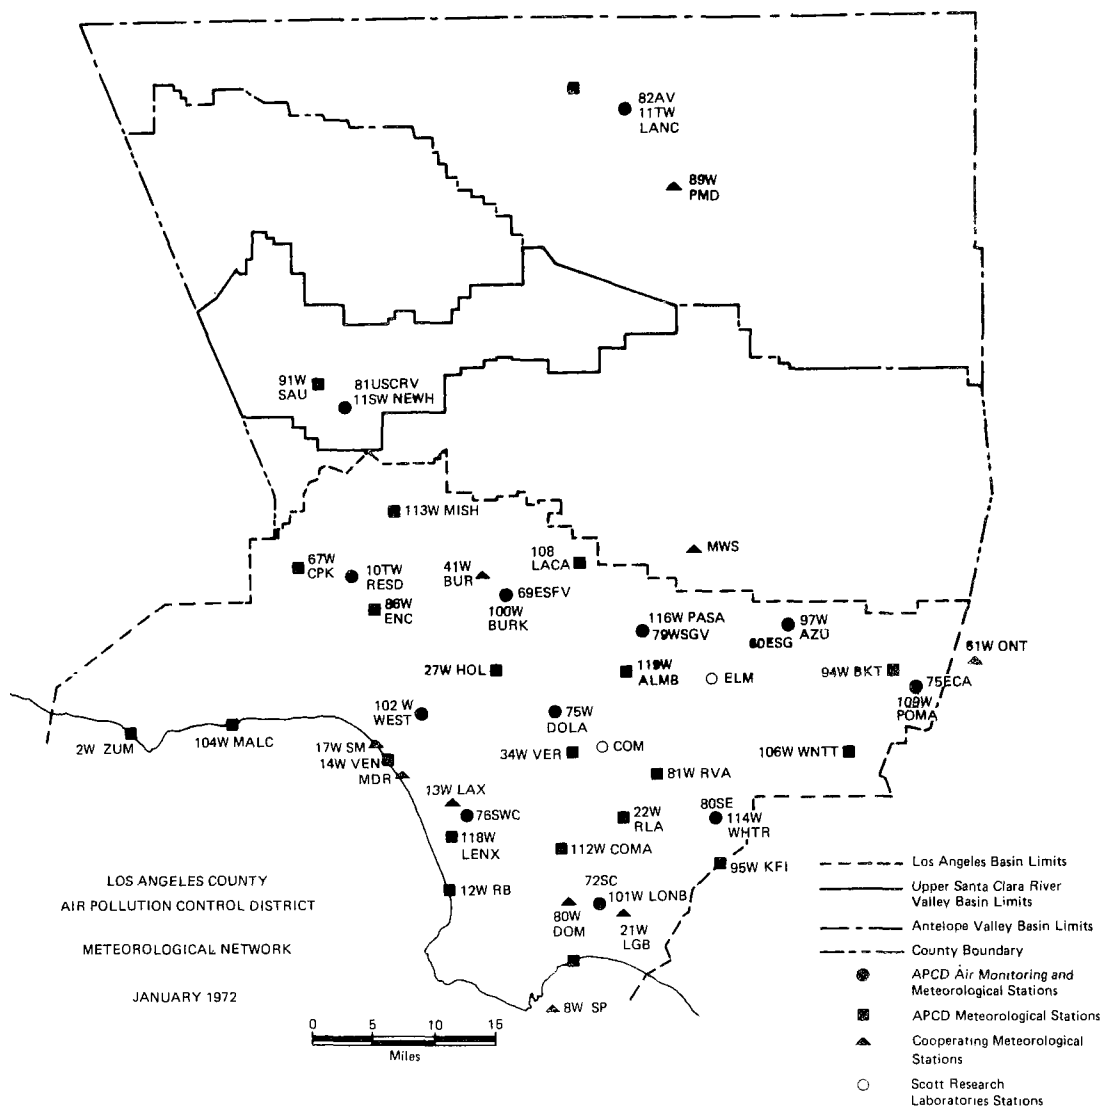 82AV
11TW
LANC
89W
PMD
91W
SAU
81USCRV
11SW NEWH
113W MISH
MWS
108
LACA
67W
CPK
10TW
RESD
41W
BUR
69ESFV
100W
BURK
86W
ENC
116W PASA
79WSGV
60ESG
97W
AZU
61W ONT
27W HOL
119W
ALMB
ELM
94W BKT
75ECA
109W
POMA
102 W
WEST
75W
DOLA
2W ZUM
104W MALC
17W SM
14W VEN
MDR
34W VER
COM
106W WNTT
81W RVA
13W LAX
76SWC
22W
RLA
80SE
114W
WHTR
118W
LENX
112W COMA
95W KFI
12W RB
72SC
101W LONB
80W
DOM
21W
LGB
8W SP
LOS ANGELES COUNTY
AIR POLLUTION CONTROL DISTRICT
METEOROLOGICAL NETWORK
JANUARY 1972
0 5 10 15
Miles
Los Angeles Basin Limits
Upper Santa Clara River
Valley Basin Limits
Antelope Valley Basin Limits
County Boundary
APCD Air Monitoring and
Meteorological Stations
APCD Meteorological Stations
Cooperating Meteorological
Stations
Scott Research
Laboratories Stations